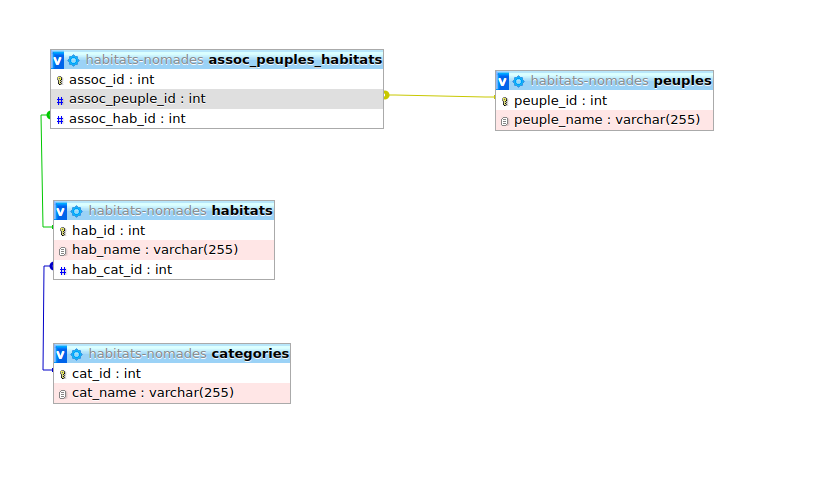 v habitats-nomades assoc_peuples_habitats
assoc_id : int
# assoc_peuple_id : int
# assoc_hab_id : int
v habitats-nomades peuples
peuple_id : int
peuple_name : varchar(255)
v habitats-nomades habitats
hab_id : int
hab_name : varchar(255)
# hab_cat_id : int
v habitats-nomades categories
cat_id : int
cat_name : varchar(255)